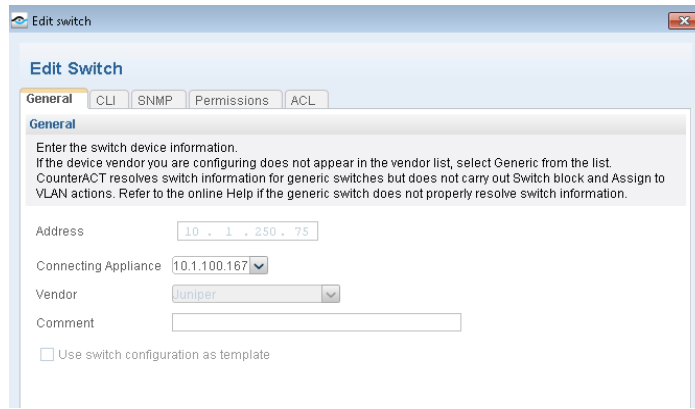 Edit switch
Edit Switch
General CLI SNMP Permissions ACL
General
Enter the switch device information.
If the device vendor you are configuring does not appear in the vendor list, select Generic from the list.
CounterACT resolves switch information for generic switches but does not carry out Switch block and Assign to
VLAN actions. Refer to the online Help if the generic switch does not properly resolve switch information.
Address 10 . 1 . 250 . 75
Connecting Appliance 10.1.100.167
Vendor Juniper
Comment
Use switch configuration as template